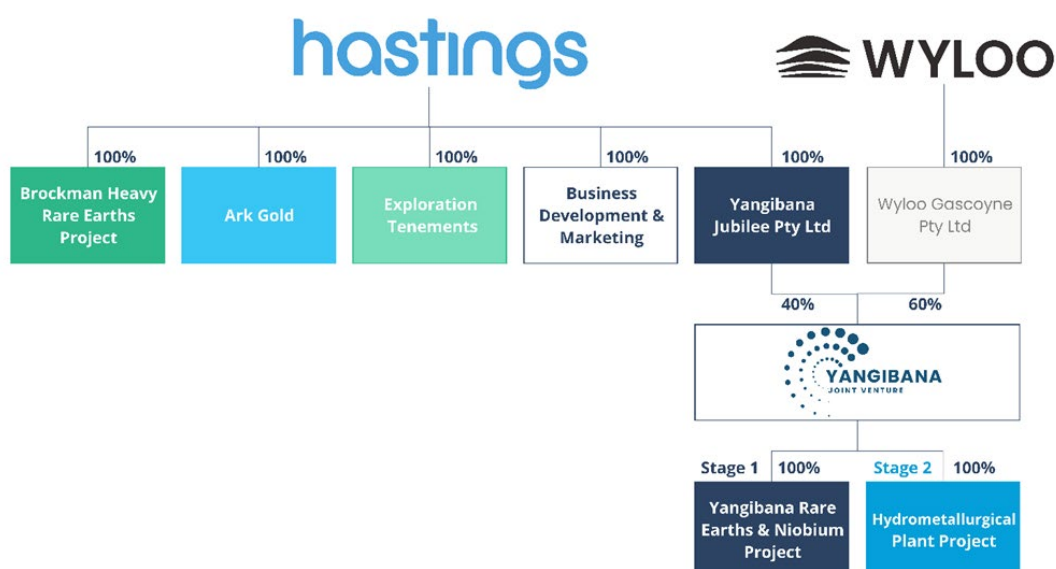 hastings
WYLOO
100%
100%
100%
100%
100%
100%
Brockman Heavy
Rare Earths
Project
Ark Gold
Exploration
Tenements
Business
Development &
Marketing
Yangibana
Jubilee Pty Ltd
Wyloo Gascoyne
Pty Ltd
40%
60%
YANGIBANA
JOINT VENTURE
Stage 1
100%
Stage 2
100%
Yangibana Rare
Earths & Niobium
Project
Hydrometallurgical
Plant Project